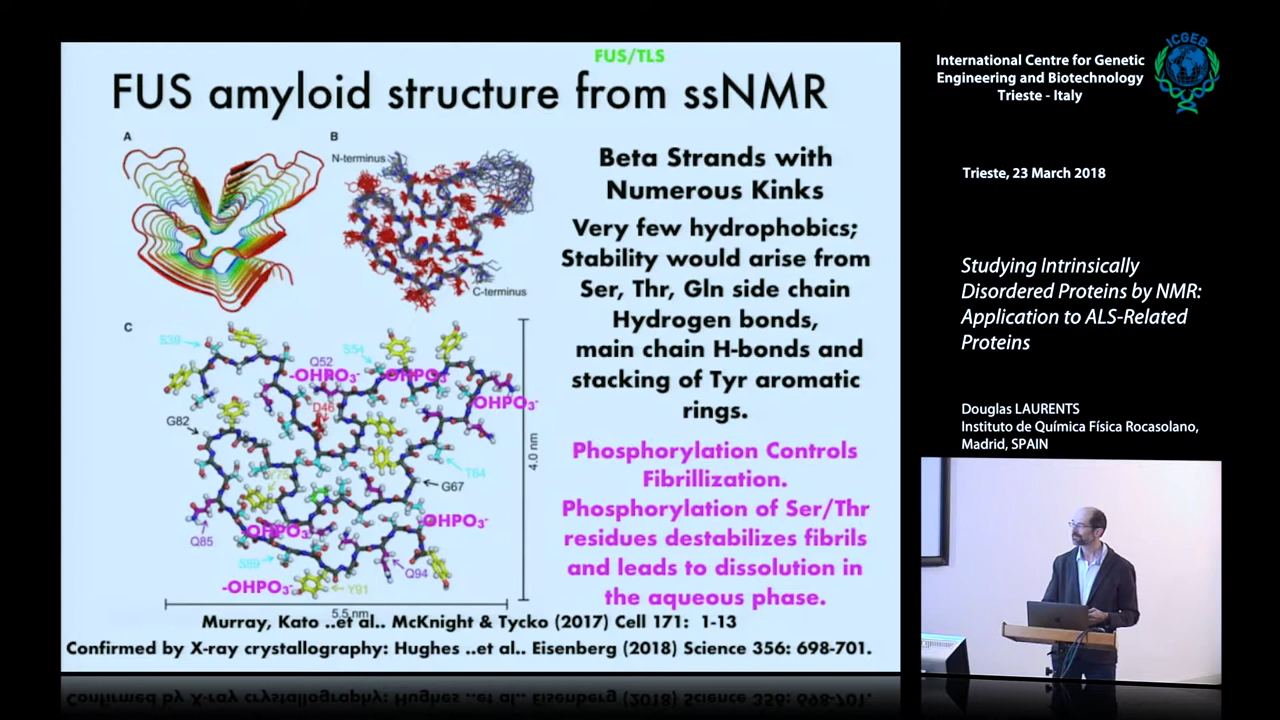 FUS/TLS
FUS amyloid structure from ssNMR
A
B
N-terminus
C-terminus
Beta Strands with
Numerous Kinks
Very few hydrophobics;
Stability would arise from
Ser, Thr, Gln side chain
Hydrogen bonds,
main chain H-bonds and
stacking of Tyr aromatic
rings.
Phosphorylation Controls
Fibrillization.
Phosphorylation of Ser/Thr
residues destabilizes fibrils
and leads to dissolution in
the aqueous phase.
C
S39
S54
Q52
-OHPO3-
-OHPO3-
OHPO3-
D46
G82
Y75
T64
G67
4.0 nm
OHPO3-
OHPO3-
Q85
S89
Q94
-OHPO3-
Y91
5.5 nm
Murray, Kato ..et al.. McKnight & Tycko (2017) Cell 171: 1-13
Confirmed by X-ray crystallography: Hughes ..et al.. Eisenberg (2018) Science 356: 698-701.
International Centre for Genetic
Engineering and Biotechnology
Trieste - Italy
ICGEB
Trieste, 23 March 2018
Studying Intrinsically
Disordered Proteins by NMR:
Application to ALS-Related
Proteins
Douglas LAURENTS
Instituto de Química Física Rocasolano,
Madrid, SPAIN